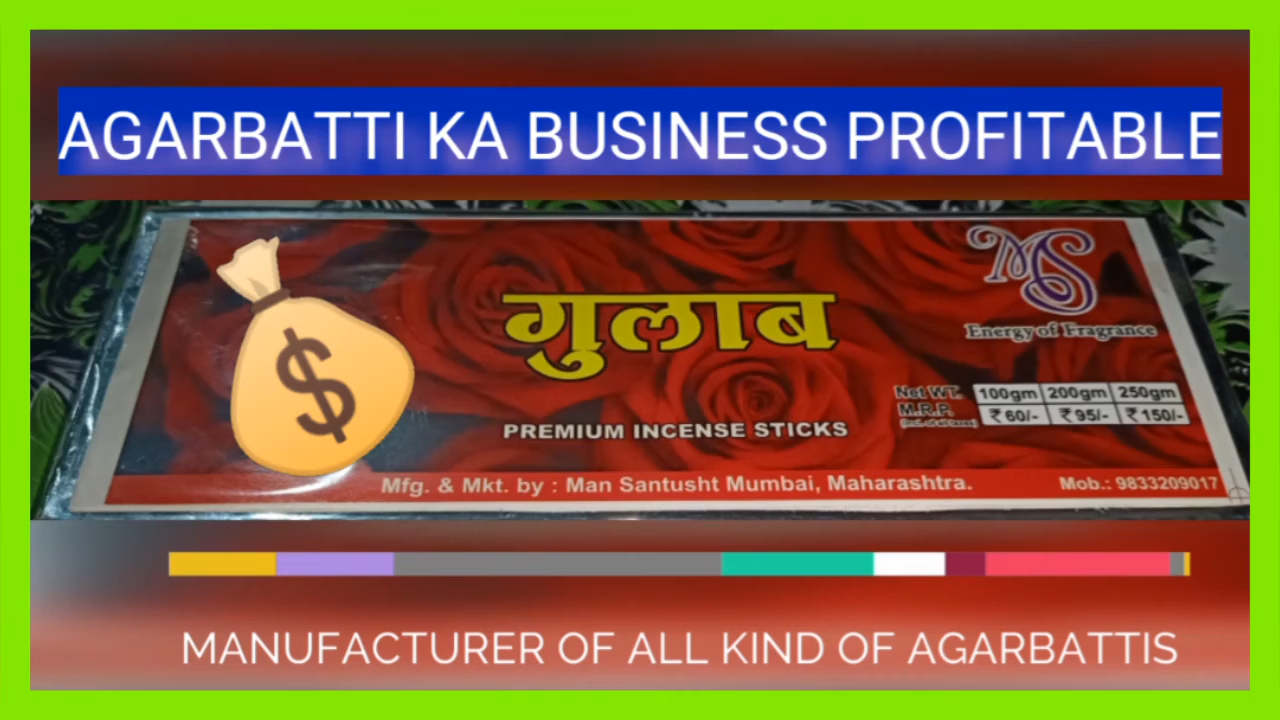 AGARBATTI KA BUSINESS PROFITABLE
MS
Energy of Fragrance
गुलाब
PREMIUM INCENSE STICKS
Net WT. 100gm 200gm 250gm
M.R.P. ₹60/- ₹95/- ₹150/-
Mfg. & Mkt. by : Man Santusht Mumbai, Maharashtra. Mob.: 9833209017
MANUFACTURER OF ALL KIND OF AGARBATTIS